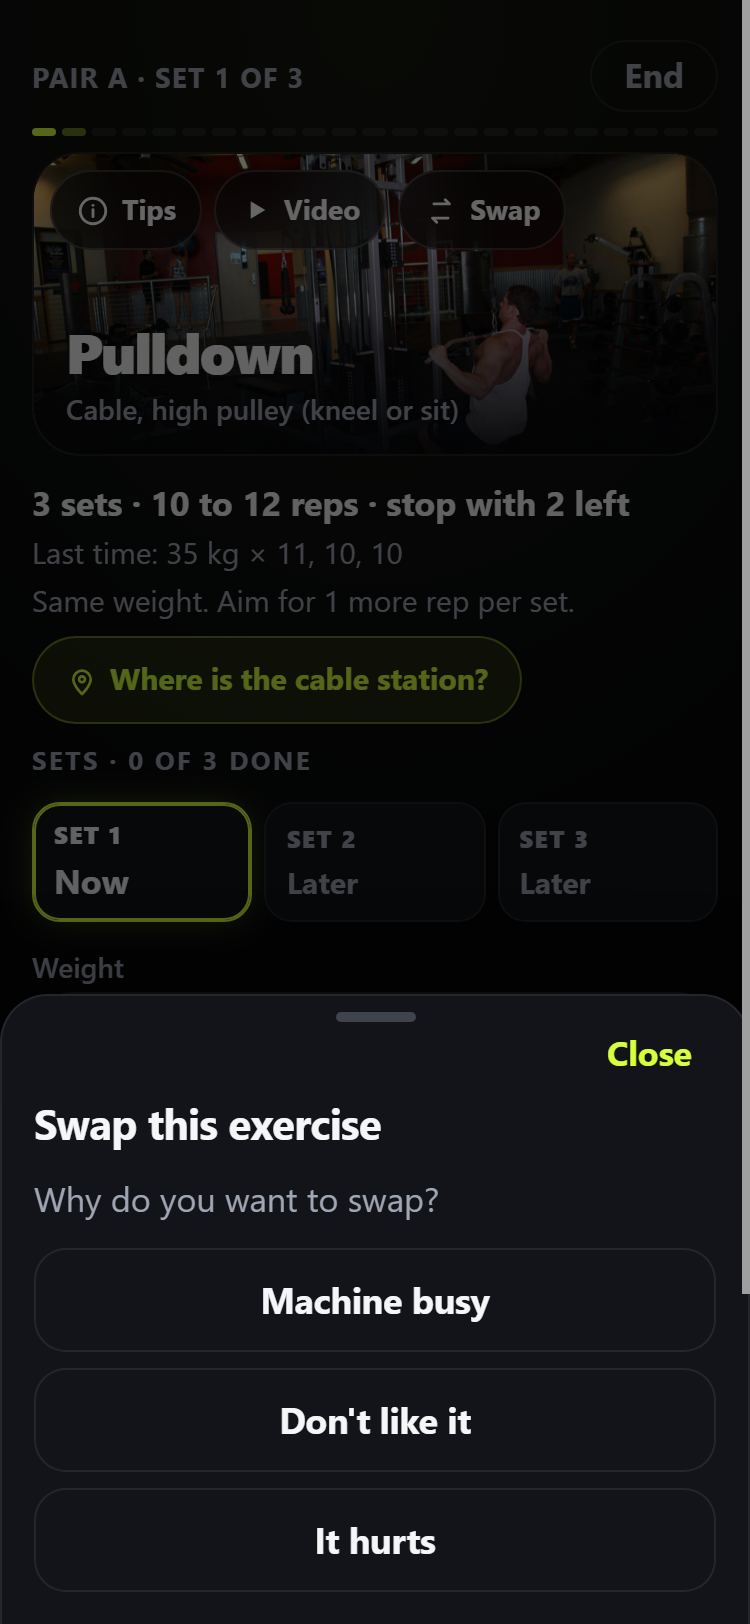 PAIR A · SET 1 OF 3
End
Tips
Video
Swap
Pulldown
Cable, high pulley (kneel or sit)
3 sets · 10 to 12 reps · stop with 2 left
Last time: 35 kg × 11, 10, 10
Same weight. Aim for 1 more rep per set.
Where is the cable station?
SETS · 0 OF 3 DONE
SET 1
Now
SET 2
Later
SET 3
Later
Weight
Close
Swap this exercise
Why do you want to swap?
Machine busy
Don't like it
It hurts